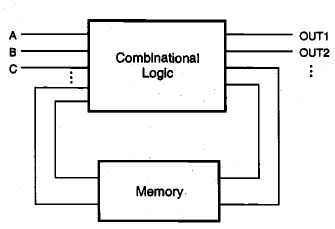 A
B
C
⋮
Combinational
Logic
OUT1
OUT2
⋮
Memory